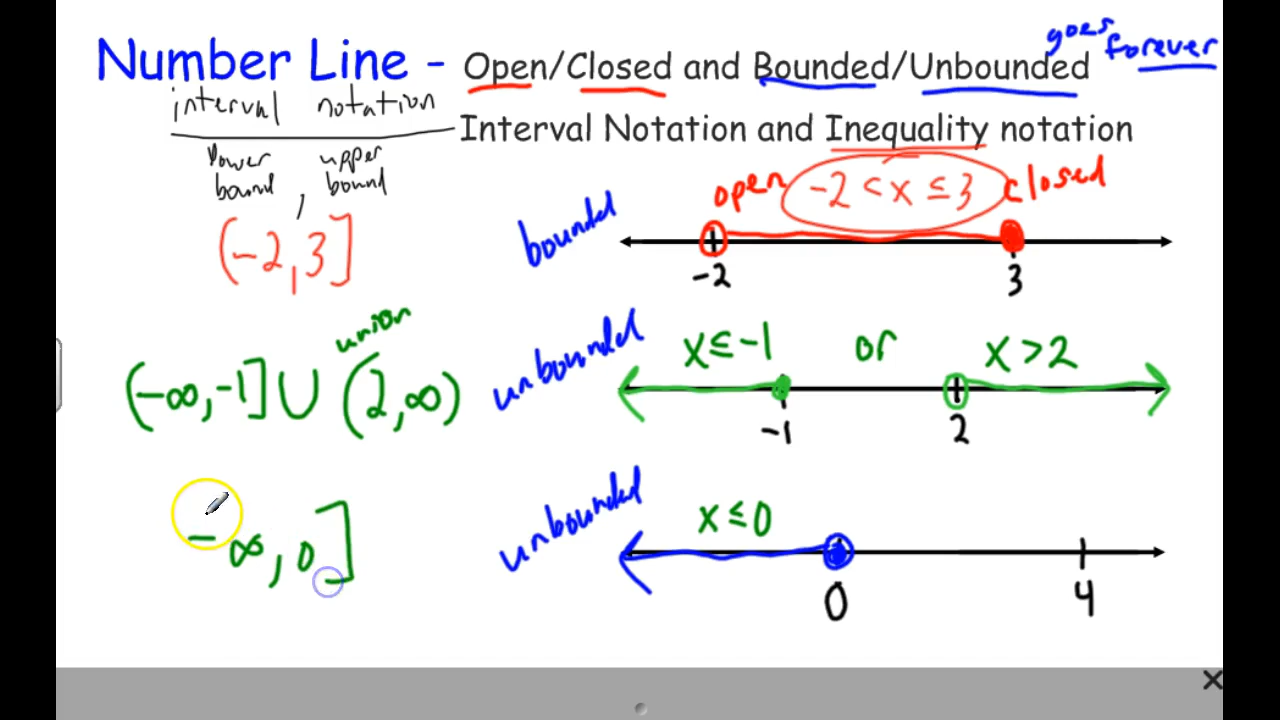 Number Line - Open/Closed and Bounded/Unbounded
goes forever
interval notation
Interval Notation and Inequality notation
lower bound , upper bound
open -2 < x ≤ 3 closed
(-2, 3]
bounded
-2 3
union
(-∞, -1] ∪ (2, ∞)
unbounded
x ≤ -1 or x > 2
-1 2
-∞, 0]
unbounded
x ≤ 0
0 4